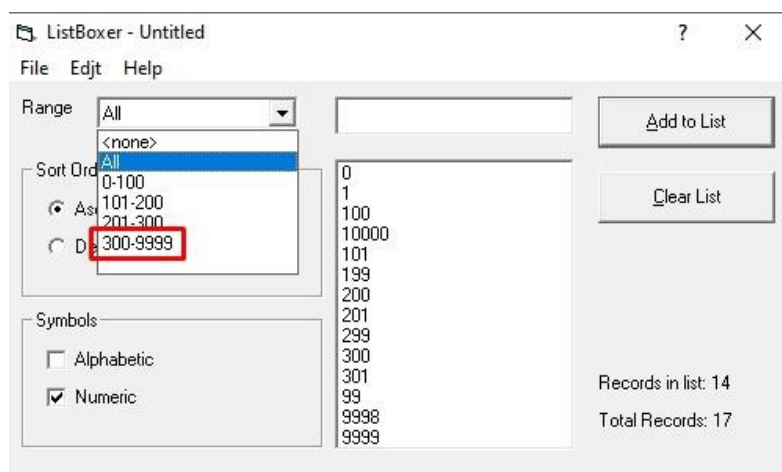 ListBoxer - Untitled ?
File Edjt Help
Range All Add to List
<none>
All
0-100
101-200
201-300
300-9999
Sort Ord
As
De
0
1
100
10000
101
199
200
201
299
300
301
99
9998
9999
Clear List
Symbols
Alphabetic
Numeric
Records in list: 14
Total Records: 17